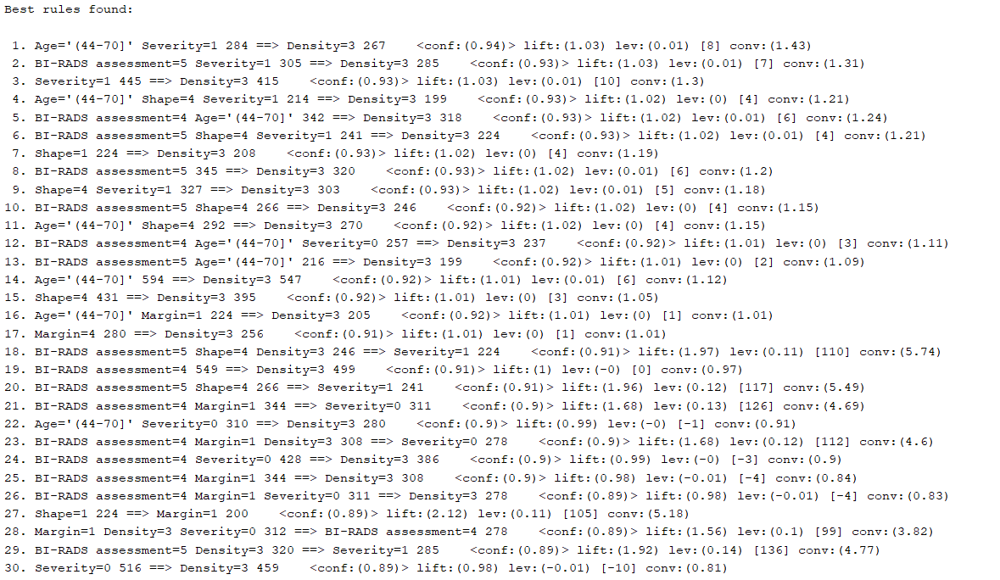 Best rules found:
1. Age='(44-70]' Severity=1 284 ==> Density=3 267 <conf:(0.94)> lift:(1.03) lev:(0.01) [8] conv:(1.43)
2. BI-RADS assessment=5 Severity=1 305 ==> Density=3 285 <conf:(0.93)> lift:(1.03) lev:(0.01) [7] conv:(1.31)
3. Severity=1 445 ==> Density=3 415 <conf:(0.93)> lift:(1.03) lev:(0.01) [10] conv:(1.3)
4. Age='(44-70]' Shape=4 Severity=1 214 ==> Density=3 199 <conf:(0.93)> lift:(1.02) lev:(0) [4] conv:(1.21)
5. BI-RADS assessment=4 Age='(44-70]' 342 ==> Density=3 318 <conf:(0.93)> lift:(1.02) lev:(0.01) [6] conv:(1.24)
6. BI-RADS assessment=5 Shape=4 Severity=1 241 ==> Density=3 224 <conf:(0.93)> lift:(1.02) lev:(0.01) [4] conv:(1.21)
7. Shape=1 224 ==> Density=3 208 <conf:(0.93)> lift:(1.02) lev:(0) [4] conv:(1.19)
8. BI-RADS assessment=5 345 ==> Density=3 320 <conf:(0.93)> lift:(1.02) lev:(0.01) [6] conv:(1.2)
9. Shape=4 Severity=1 327 ==> Density=3 303 <conf:(0.93)> lift:(1.02) lev:(0.01) [5] conv:(1.18)
10. BI-RADS assessment=5 Shape=4 266 ==> Density=3 246 <conf:(0.92)> lift:(1.02) lev:(0) [4] conv:(1.15)
11. Age='(44-70]' Shape=4 292 ==> Density=3 270 <conf:(0.92)> lift:(1.02) lev:(0) [4] conv:(1.15)
12. BI-RADS assessment=4 Age='(44-70]' Severity=0 257 ==> Density=3 237 <conf:(0.92)> lift:(1.01) lev:(0) [3] conv:(1.11)
13. BI-RADS assessment=5 Age='(44-70]' 216 ==> Density=3 199 <conf:(0.92)> lift:(1.01) lev:(0) [2] conv:(1.09)
14. Age='(44-70]' 594 ==> Density=3 547 <conf:(0.92)> lift:(1.01) lev:(0.01) [6] conv:(1.12)
15. Shape=4 431 ==> Density=3 395 <conf:(0.92)> lift:(1.01) lev:(0) [3] conv:(1.05)
16. Age='(44-70]' Margin=1 224 ==> Density=3 205 <conf:(0.92)> lift:(1.01) lev:(0) [1] conv:(1.01)
17. Margin=4 280 ==> Density=3 256 <conf:(0.91)> lift:(1.01) lev:(0) [1] conv:(1.01)
18. BI-RADS assessment=5 Shape=4 Density=3 246 ==> Severity=1 224 <conf:(0.91)> lift:(1.97) lev:(0.11) [110] conv:(5.74)
19. BI-RADS assessment=4 549 ==> Density=3 499 <conf:(0.91)> lift:(1) lev:(-0) [0] conv:(0.97)
20. BI-RADS assessment=5 Shape=4 266 ==> Severity=1 241 <conf:(0.91)> lift:(1.96) lev:(0.12) [117] conv:(5.49)
21. BI-RADS assessment=4 Margin=1 344 ==> Severity=0 311 <conf:(0.9)> lift:(1.68) lev:(0.13) [126] conv:(4.69)
22. Age='(44-70]' Severity=0 310 ==> Density=3 280 <conf:(0.9)> lift:(0.99) lev:(-0) [-1] conv:(0.91)
23. BI-RADS assessment=4 Margin=1 Density=3 308 ==> Severity=0 278 <conf:(0.9)> lift:(1.68) lev:(0.12) [112] conv:(4.6)
24. BI-RADS assessment=4 Severity=0 428 ==> Density=3 386 <conf:(0.9)> lift:(0.99) lev:(-0) [-3] conv:(0.9)
25. BI-RADS assessment=4 Margin=1 344 ==> Density=3 308 <conf:(0.9)> lift:(0.98) lev:(-0.01) [-4] conv:(0.84)
26. BI-RADS assessment=4 Margin=1 Severity=0 311 ==> Density=3 278 <conf:(0.89)> lift:(0.98) lev:(-0.01) [-4] conv:(0.83)
27. Shape=1 224 ==> Margin=1 200 <conf:(0.89)> lift:(2.12) lev:(0.11) [105] conv:(5.18)
28. Margin=1 Density=3 Severity=0 312 ==> BI-RADS assessment=4 278 <conf:(0.89)> lift:(1.56) lev:(0.1) [99] conv:(3.82)
29. BI-RADS assessment=5 Density=3 320 ==> Severity=1 285 <conf:(0.89)> lift:(1.92) lev:(0.14) [136] conv:(4.77)
30. Severity=0 516 ==> Density=3 459 <conf:(0.89)> lift:(0.98) lev:(-0.01) [-10] conv:(0.81)